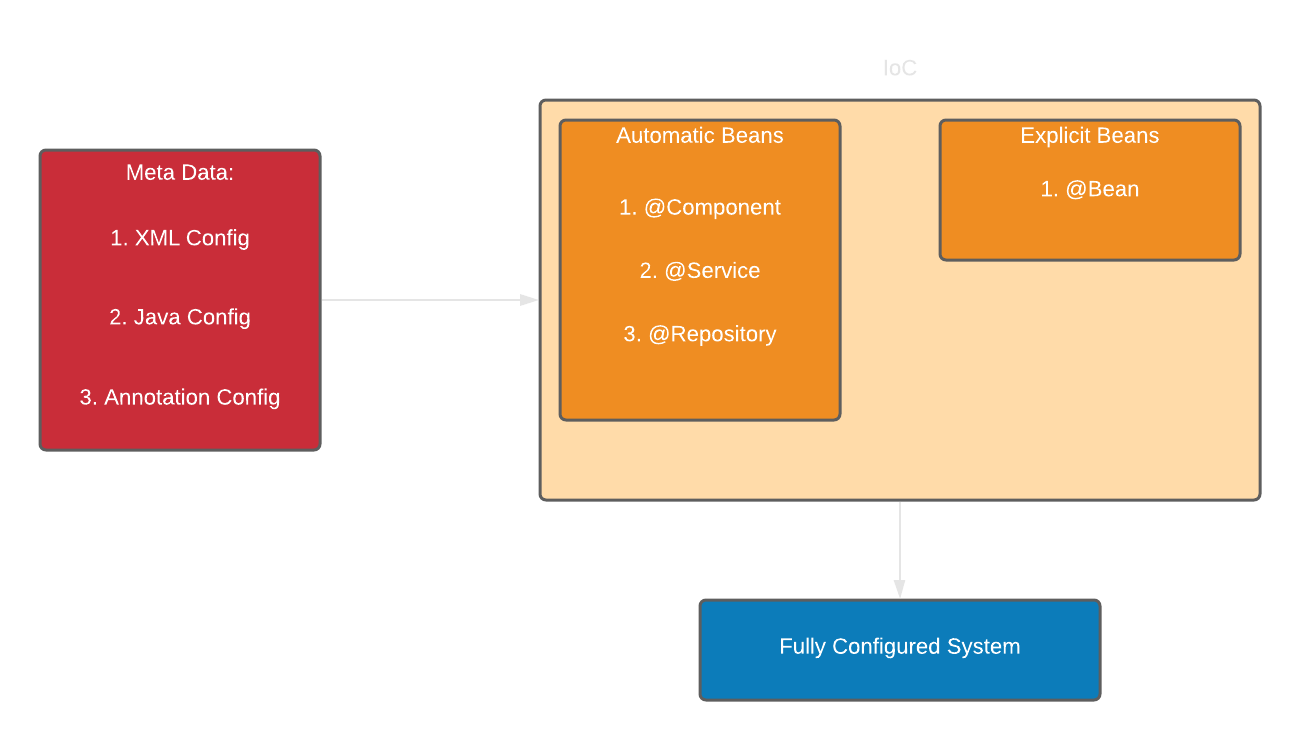 IoC
Meta Data:
1. XML Config
2. Java Config
3. Annotation Config
Automatic Beans
1. @Component
2. @Service
3. @Repository
Explicit Beans
1. @Bean
Fully Configured System